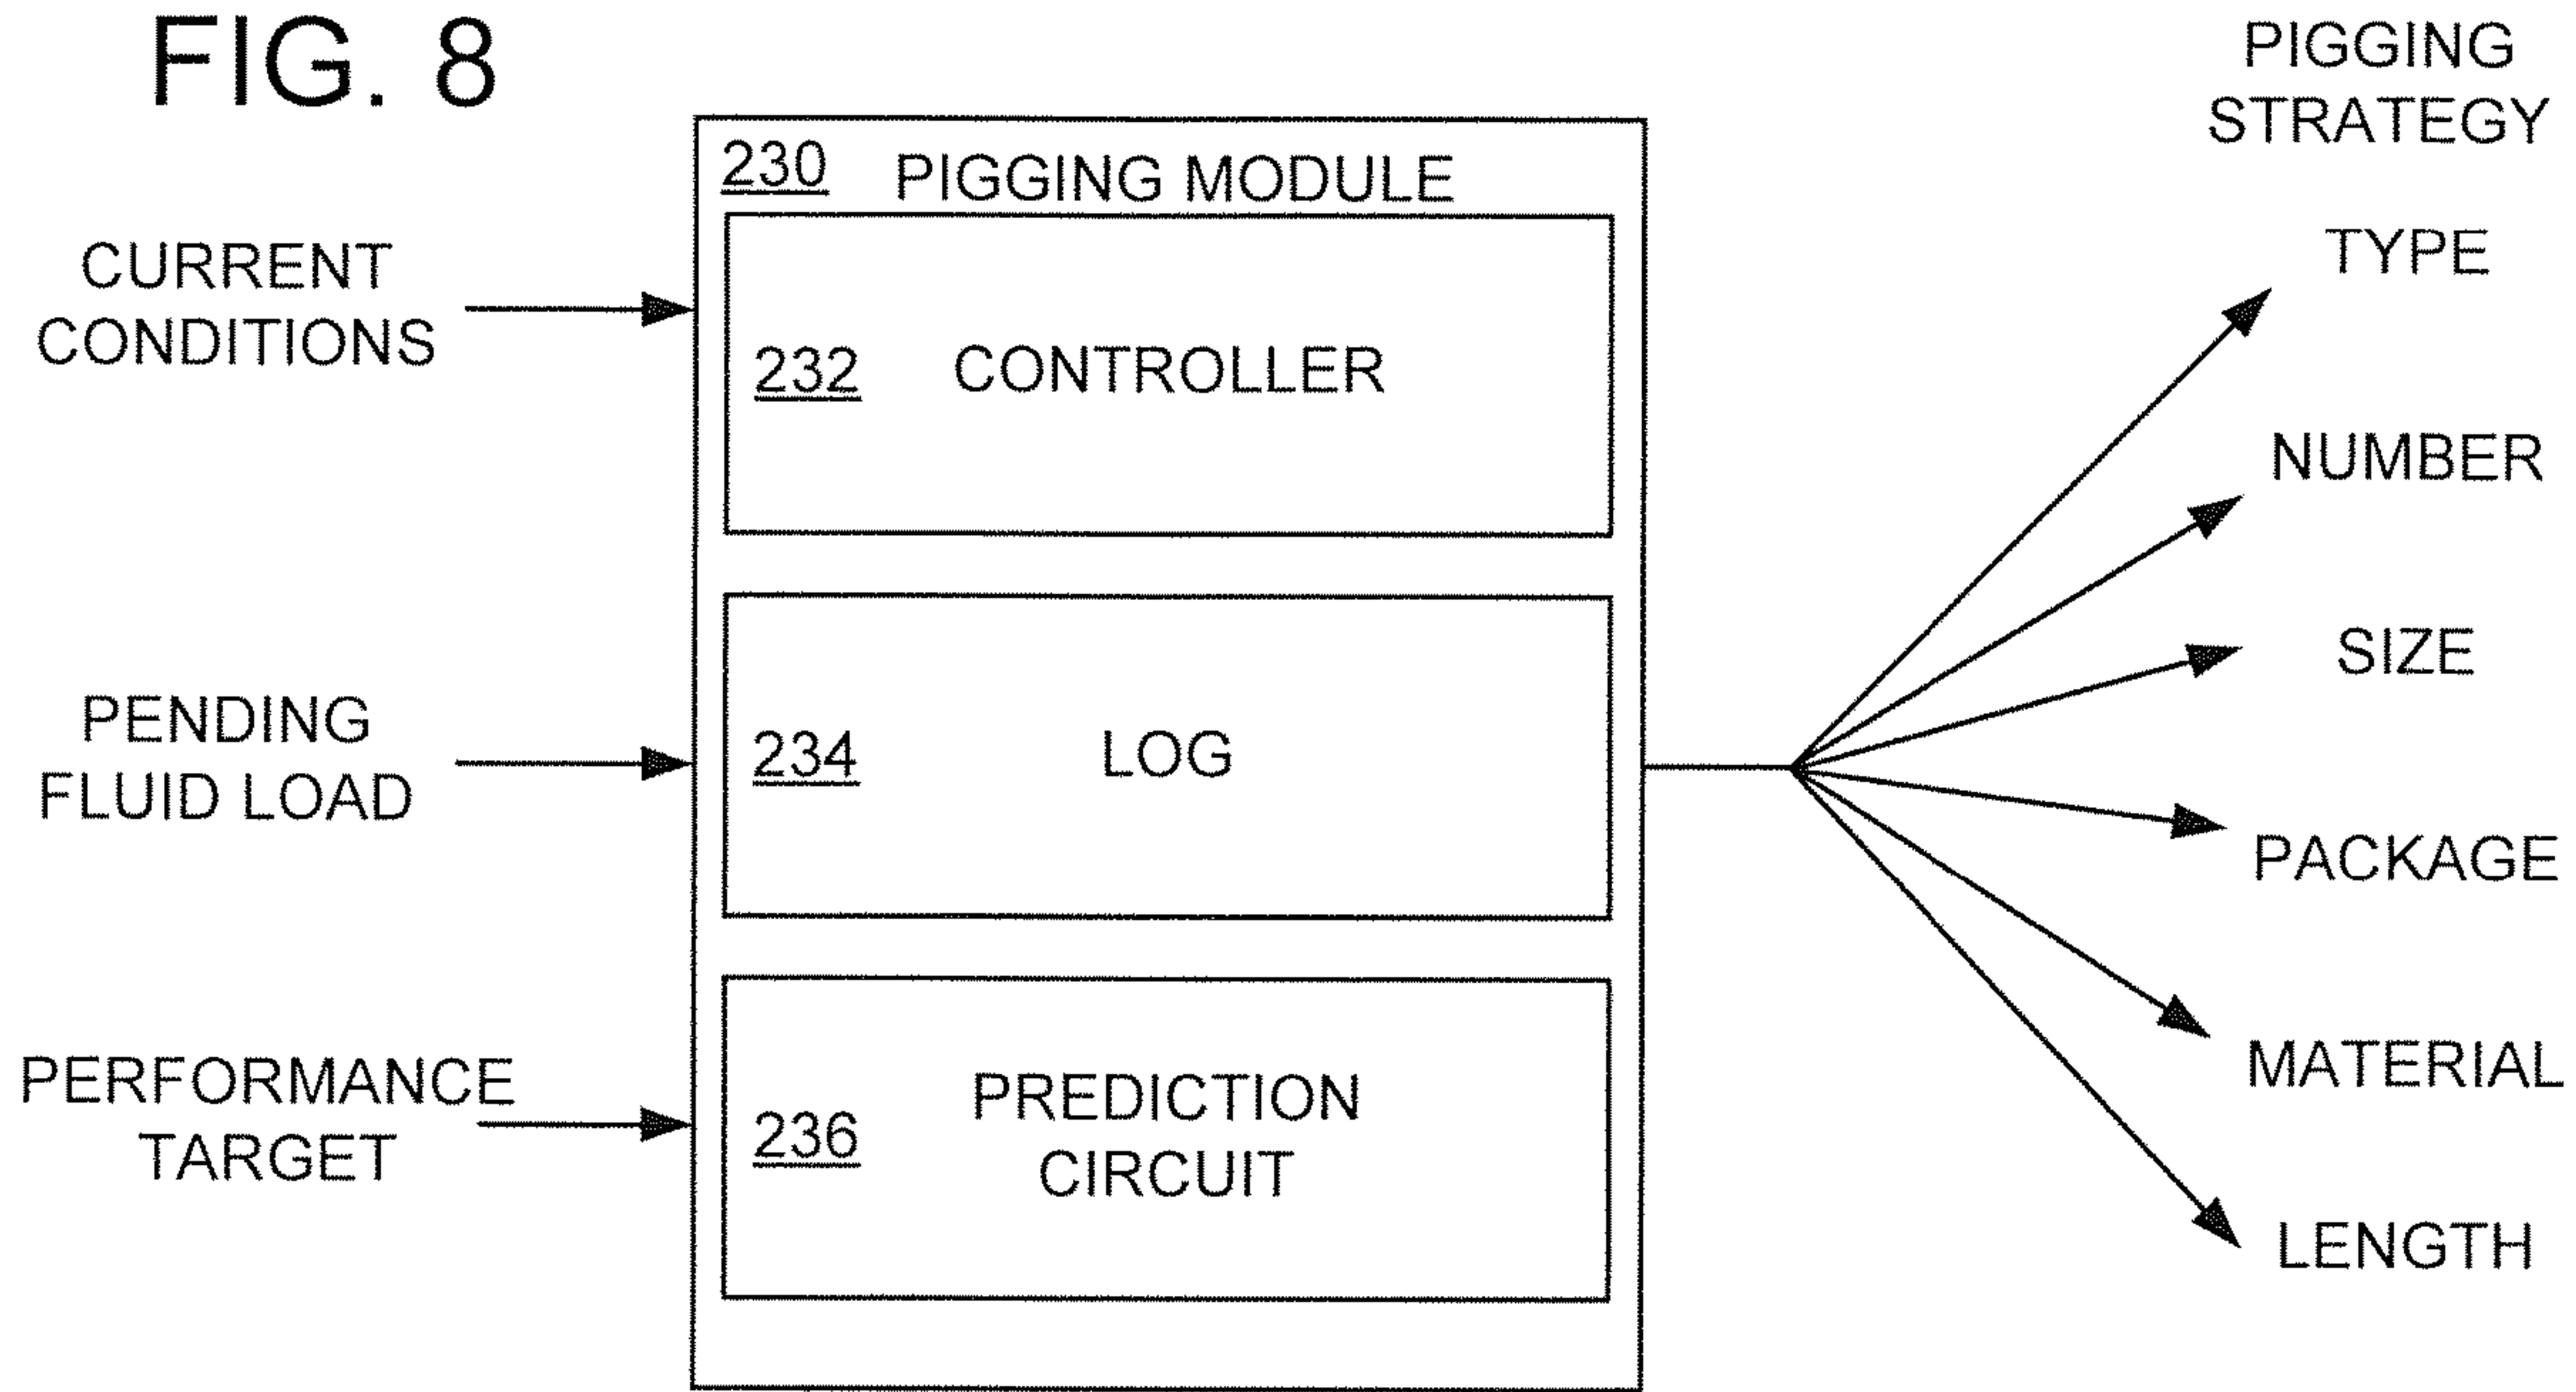 FIG. 8
CURRENT
CONDITIONS
PENDING
FLUID LOAD
PERFORMANCE
TARGET
230 PIGGING MODULE
232 CONTROLLER
234 LOG
236 PREDICTION
CIRCUIT
PIGGING
STRATEGY
TYPE
NUMBER
SIZE
PACKAGE
MATERIAL
LENGTH